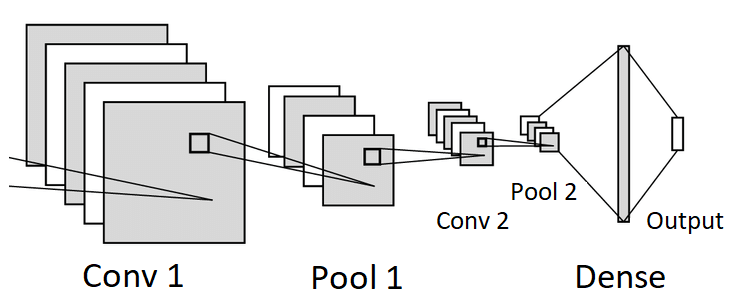 Conv 1
Pool 1
Conv 2
Pool 2
Dense
Output